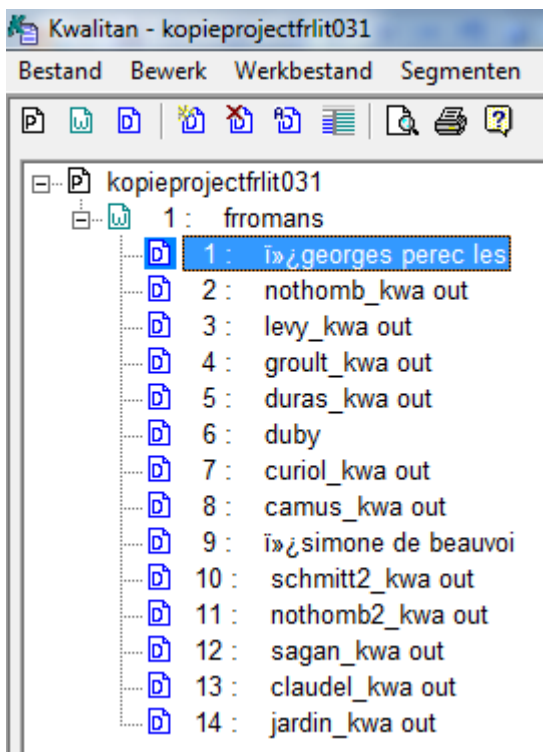 Kwalitan - kopieprojectfrlit031
Bestand Bewerk Werkbestand Segmenten
kopieprojectfrlit031
1 : frromans
1 : ï»¿georges perec les
2 : nothomb_kwa out
3 : levy_kwa out
4 : groult_kwa out
5 : duras_kwa out
6 : duby
7 : curiol_kwa out
8 : camus_kwa out
9 : ï»¿simone de beauvoi
10 : schmitt2_kwa out
11 : nothomb2_kwa out
12 : sagan_kwa out
13 : claudel_kwa out
14 : jardin_kwa out